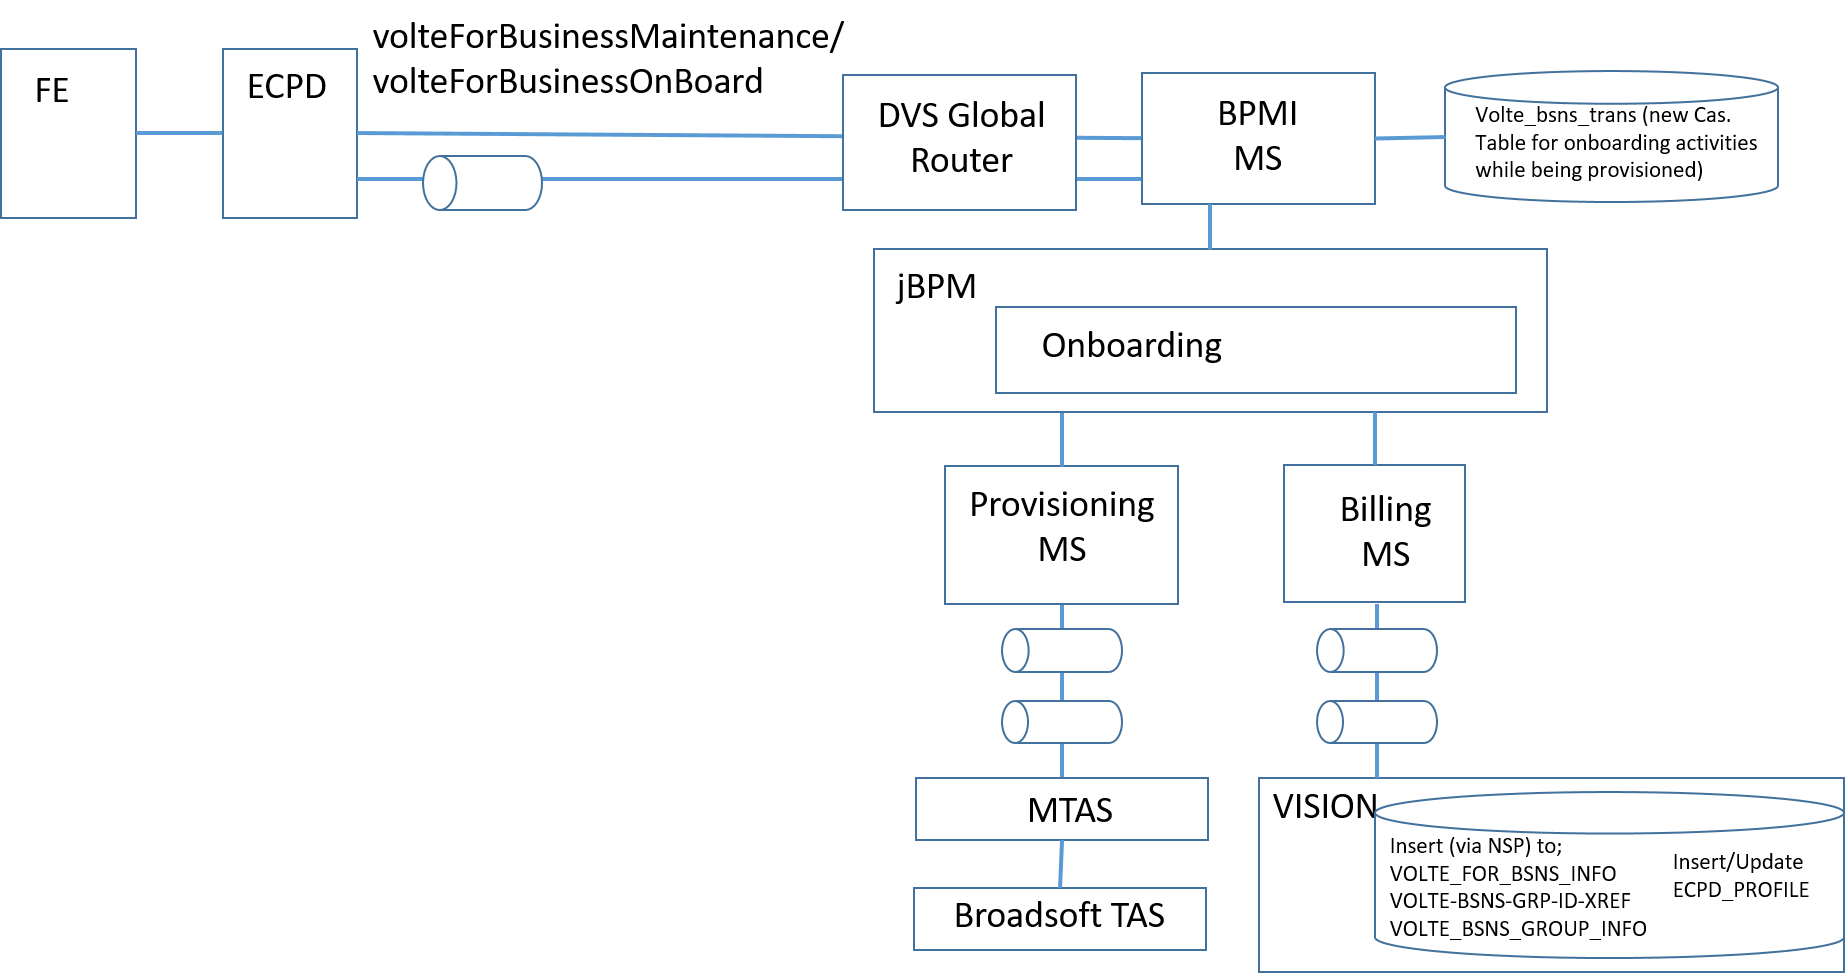 FE
ECPD
volteForBusinessMaintenance/
volteForBusinessOnBoard
DVS Global
Router
BPMI
MS
Volte_bsns_trans (new Cas.
Table for onboarding activities
while being provisioned)
jBPM
Onboarding
Provisioning
MS
Billing
MS
MTAS
Broadsoft TAS
VISION
Insert (via NSP) to;
VOLTE_FOR_BSNS_INFO
VOLTE-BSNS-GRP-ID-XREF
VOLTE_BSNS_GROUP_INFO
Insert/Update
ECPD_PROFILE